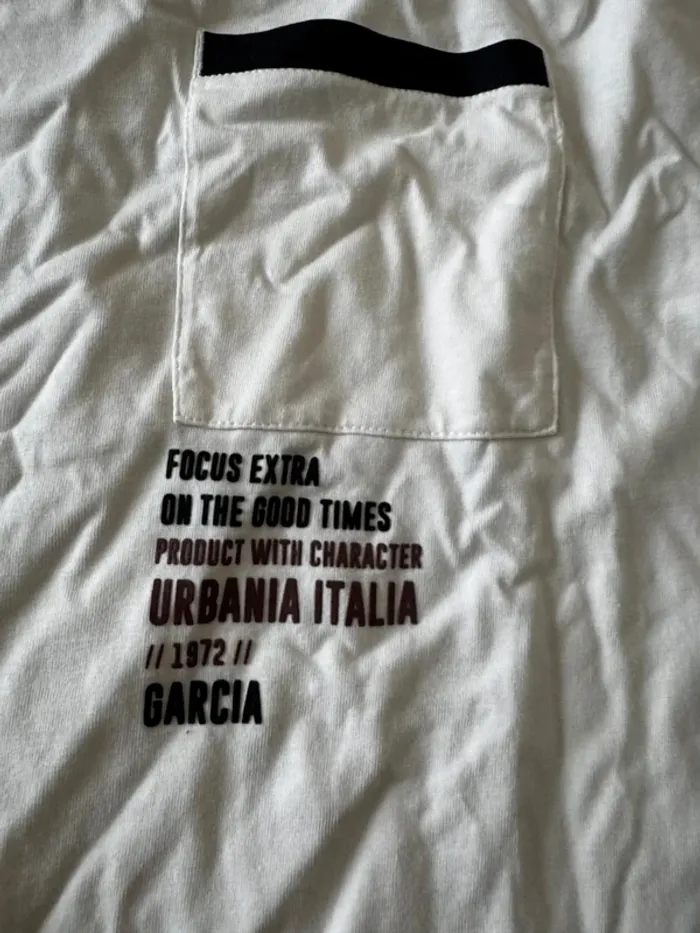 FOCUS EXTRA
ON THE GOOD TIMES
PRODUCT WITH CHARACTER
URBANIA ITALIA
// 1972 //
GARCIA